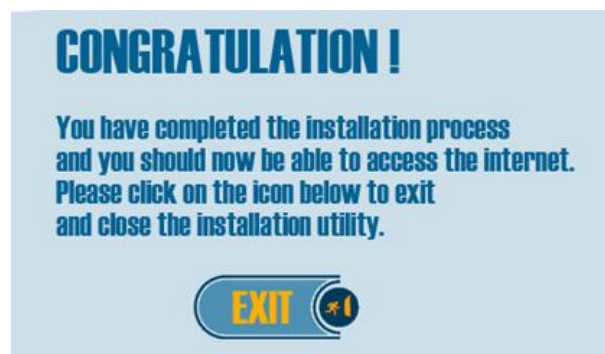 CONGRATULATION !
You have completed the installation process
and you should now be able to access the internet.
Please click on the icon below to exit
and close the installation utility.
EXIT